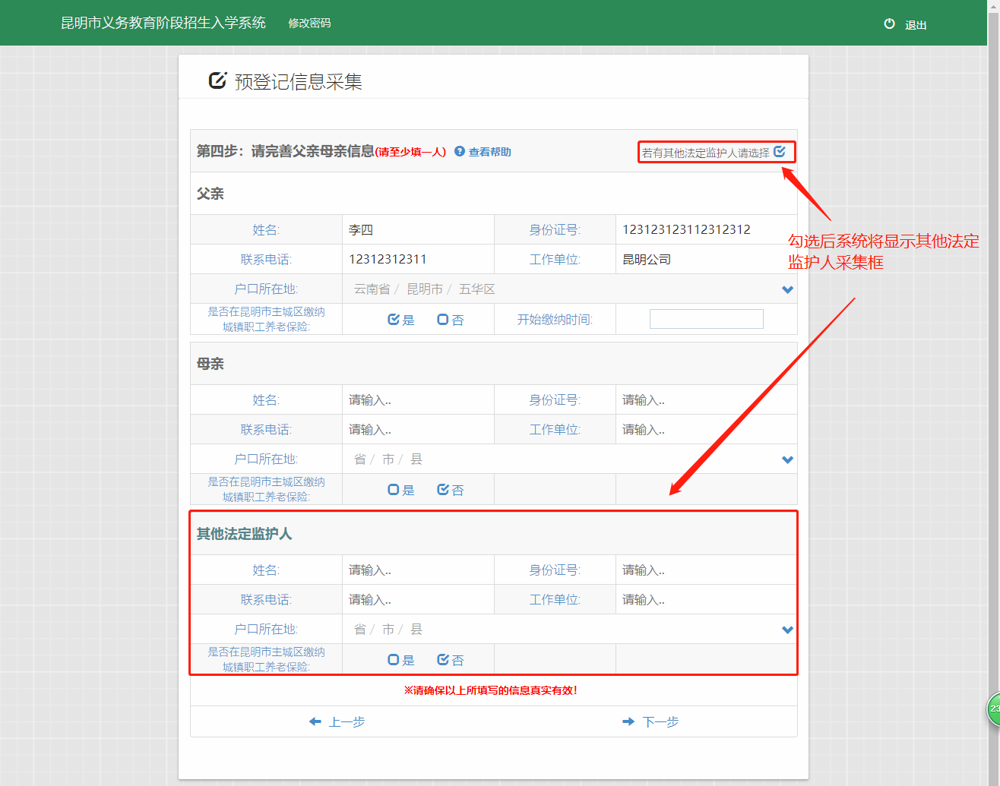 昆明市义务教育阶段招生入学系统 修改密码 退出
预登记信息采集
第四步：请完善父亲母亲信息(请至少填一人) 查看帮助 若有其他法定监护人请选择
父亲
姓名: 李四 身份证号: 123123123112312312
勾选后系统将显示其他法定
监护人采集框
联系电话: 12312312311 工作单位: 昆明公司
户口所在地: 云南省 / 昆明市 / 五华区
是否在昆明市主城区缴纳
城镇职工养老保险: 是 否 开始缴纳时间:
母亲
姓名: 请输入.. 身份证号: 请输入..
联系电话: 请输入.. 工作单位: 请输入..
户口所在地: 省 / 市 / 县
是否在昆明市主城区缴纳
城镇职工养老保险: 是 否
其他法定监护人
姓名: 请输入.. 身份证号: 请输入..
联系电话: 请输入.. 工作单位: 请输入..
户口所在地: 省 / 市 / 县
是否在昆明市主城区缴纳
城镇职工养老保险: 是 否
※请确保以上所填写的信息真实有效！
上一步 下一步